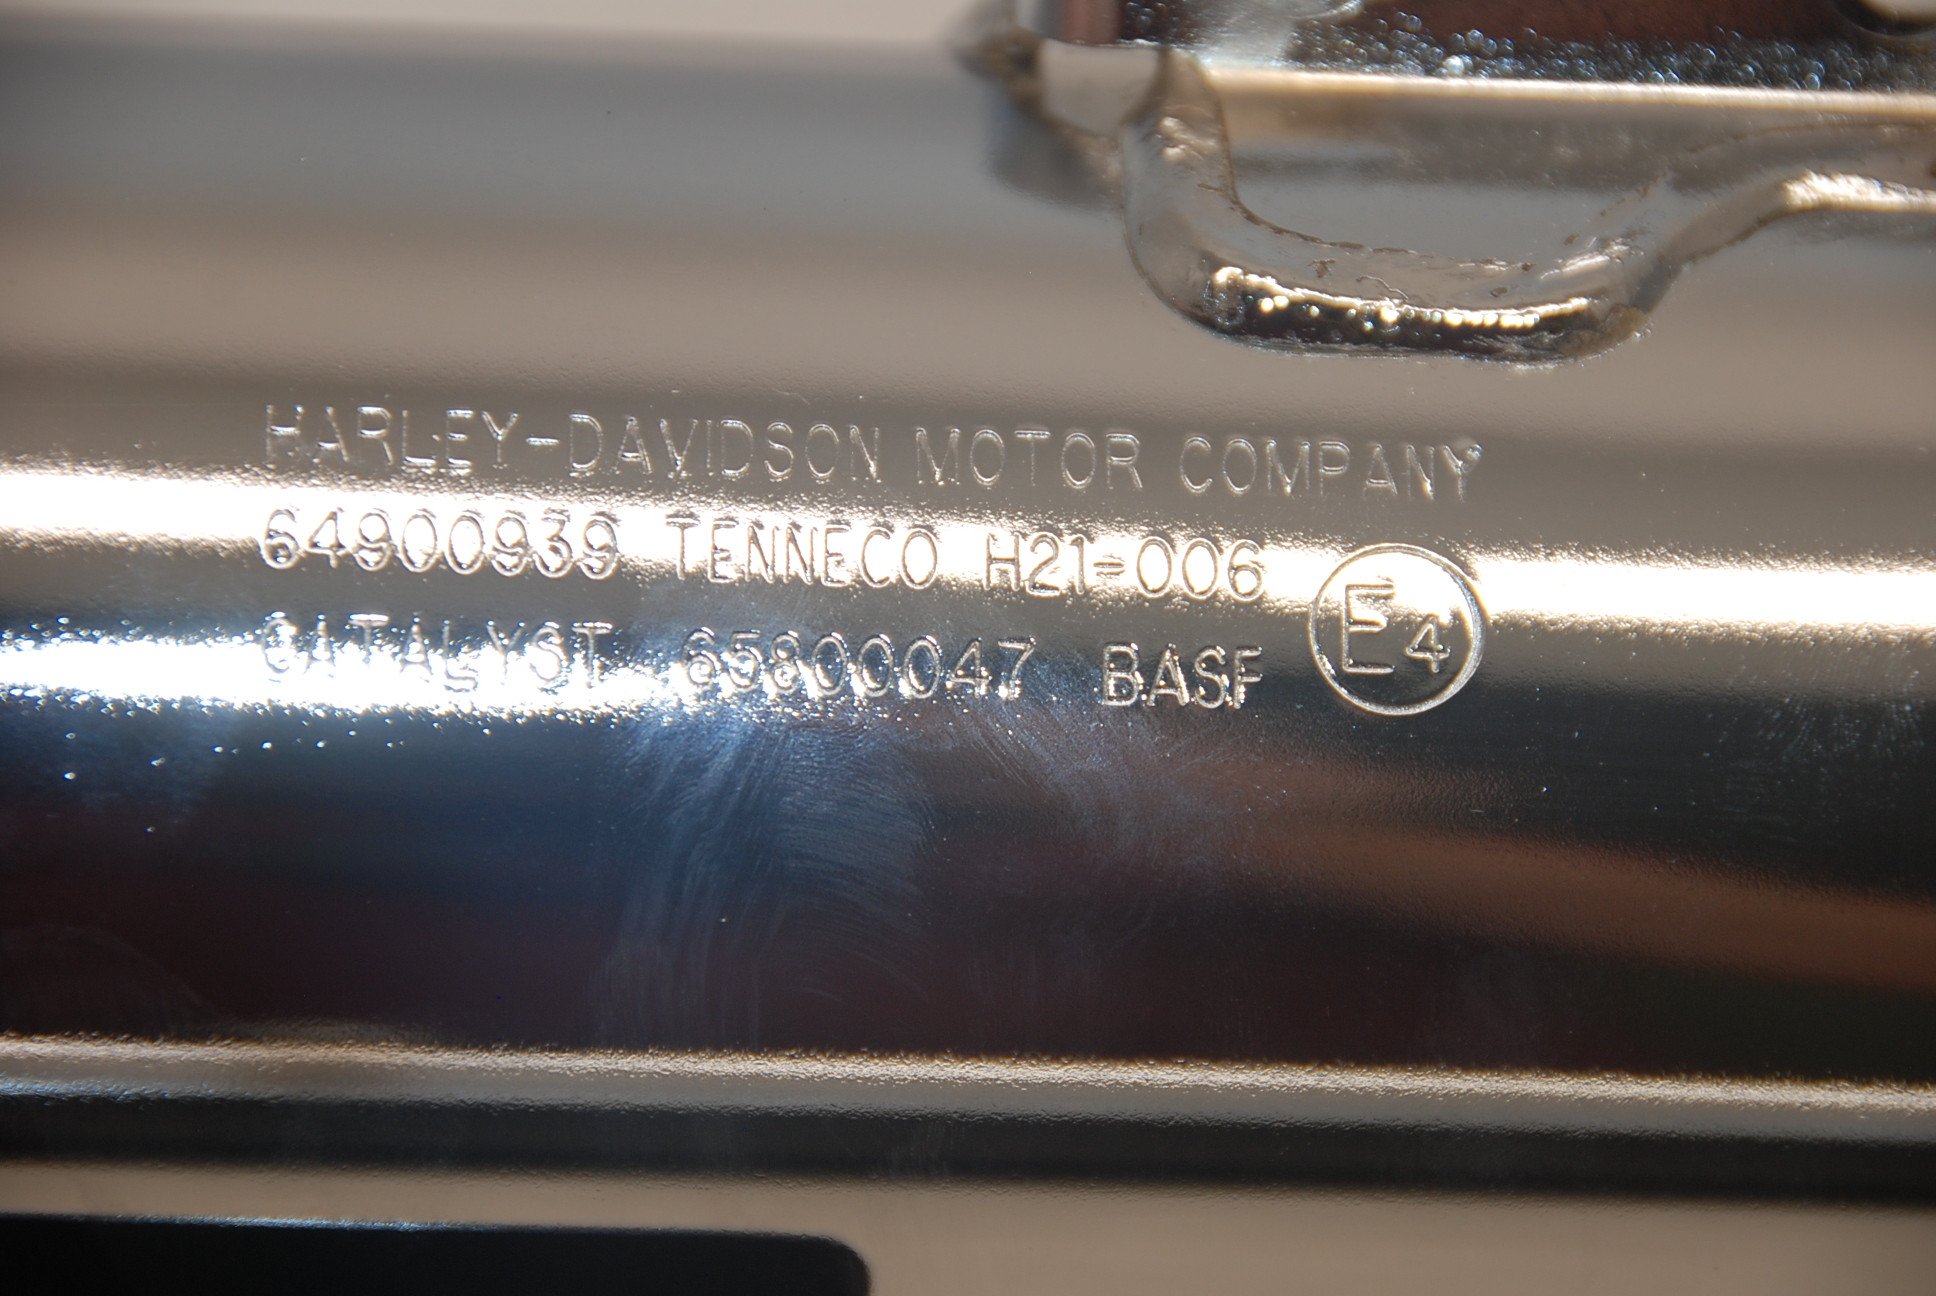 HARLEY-DAVIDSON MOTOR COMPANY
64900939 TENNECO H21-006
CATALYST 65800047 BASF
E4